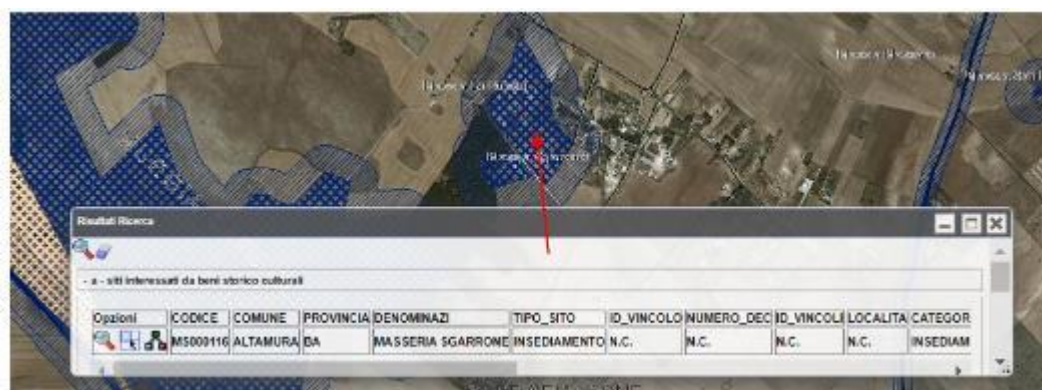 Risultati Ricerca
- a - siti interessati da beni storico culturali
Opzioni CODICE COMUNE PROVINCIA DENOMINAZI TIPO_SITO ID_VINCOLO NUMERO_DEC ID_VINCOLI LOCALITA CATEGOR
MS000116 ALTAMURA BA MASSERIA SGARRONE INSEDIAMENTO N.C. N.C. N.C. N.C. INSEDIAM